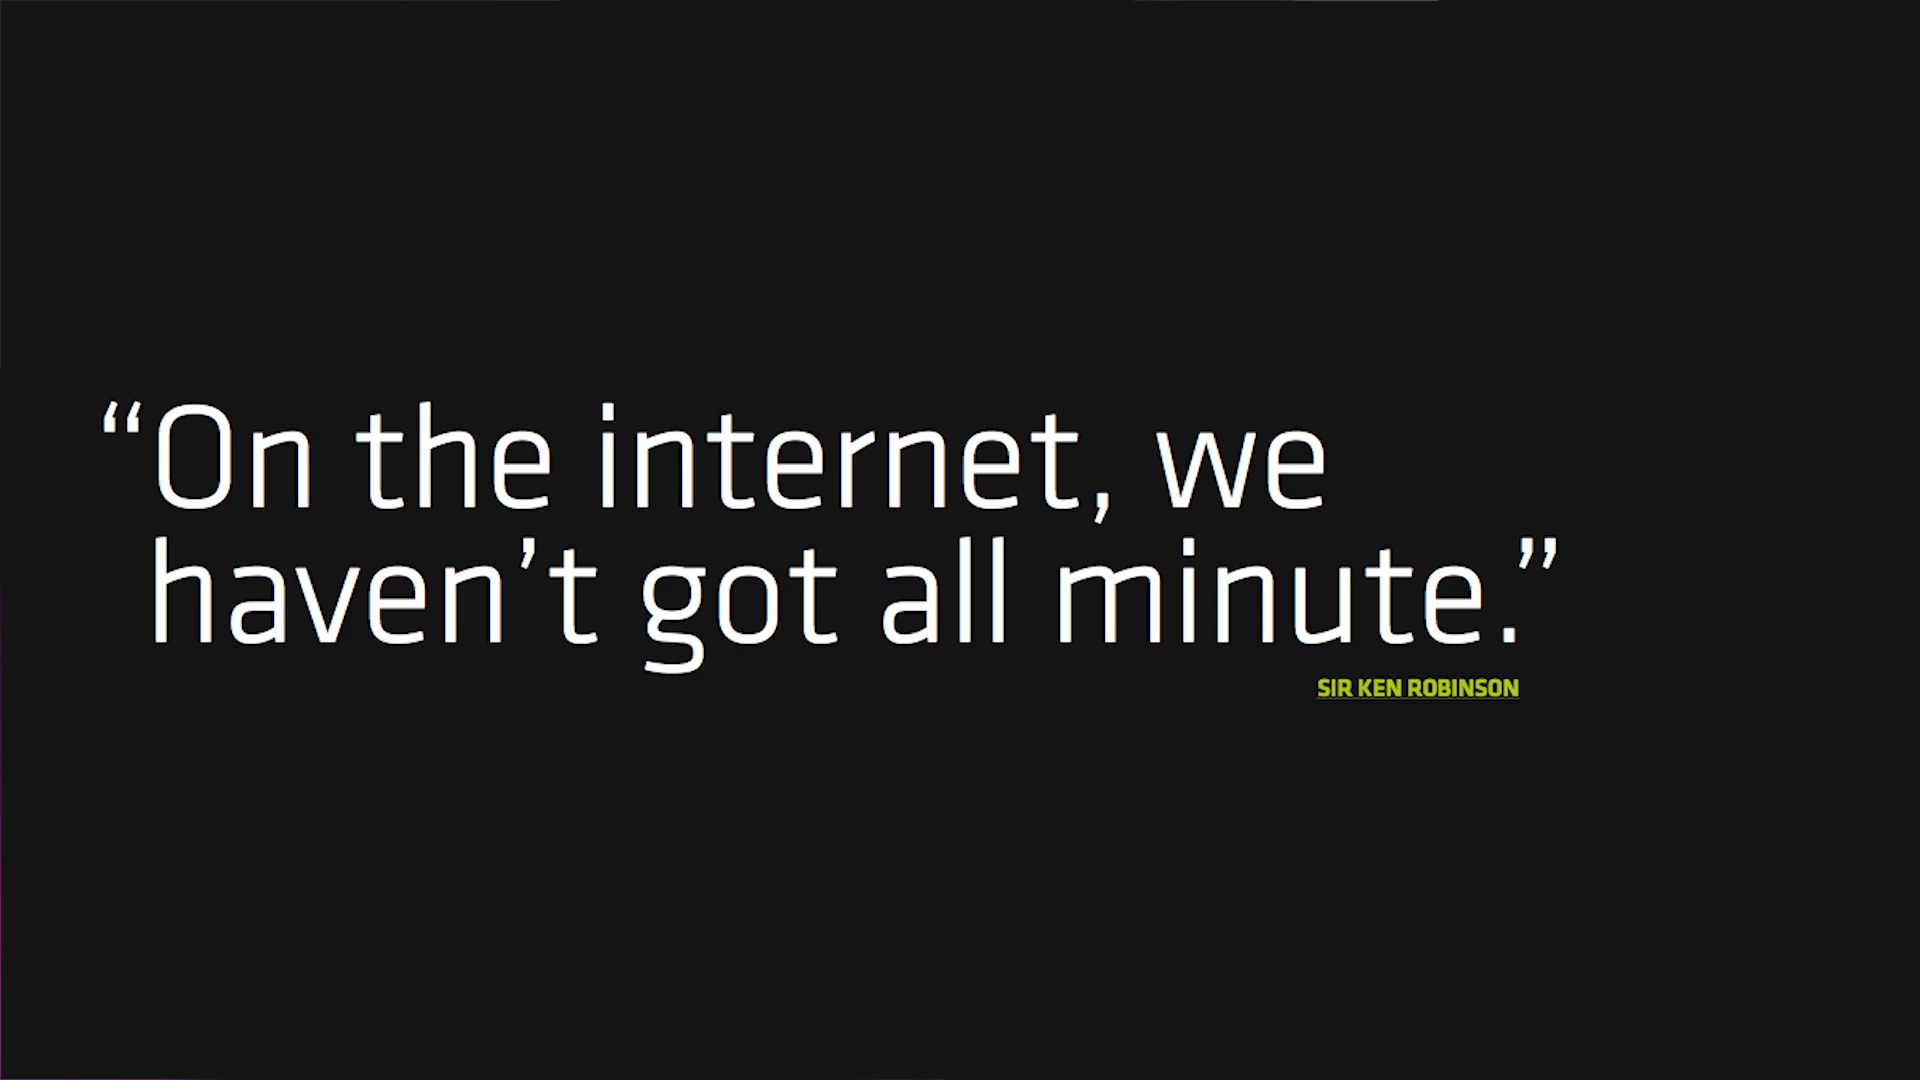 “On the internet, we
haven’t got all minute.”
SIR KEN ROBINSON